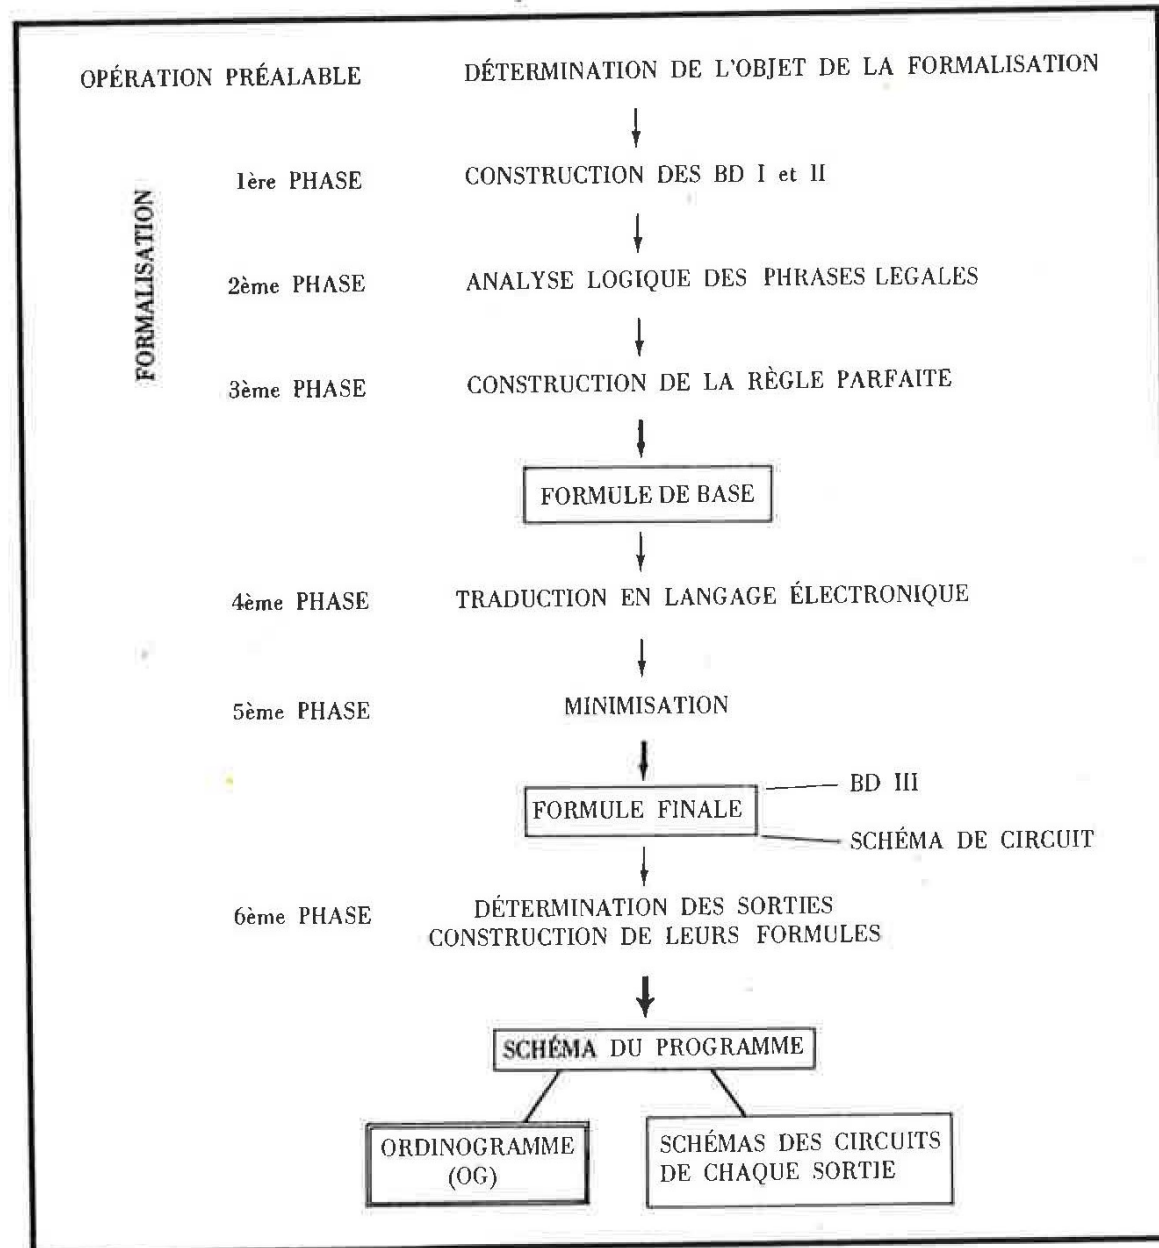 OPÉRATION PRÉALABLE DÉTERMINATION DE L'OBJET DE LA FORMALISATION
FORMALISATION
1ère PHASE CONSTRUCTION DES BD I et II
2ème PHASE ANALYSE LOGIQUE DES PHRASES LEGALES
3ème PHASE CONSTRUCTION DE LA RÈGLE PARFAITE
FORMULE DE BASE
4ème PHASE TRADUCTION EN LANGAGE ÉLECTRONIQUE
5ème PHASE MINIMISATION
BD III
FORMULE FINALE
SCHÉMA DE CIRCUIT
6ème PHASE DÉTERMINATION DES SORTIES
CONSTRUCTION DE LEURS FORMULES
SCHÉMA DU PROGRAMME
ORDINOGRAMME
(OG)
SCHÉMAS DES CIRCUITS
DE CHAQUE SORTIE